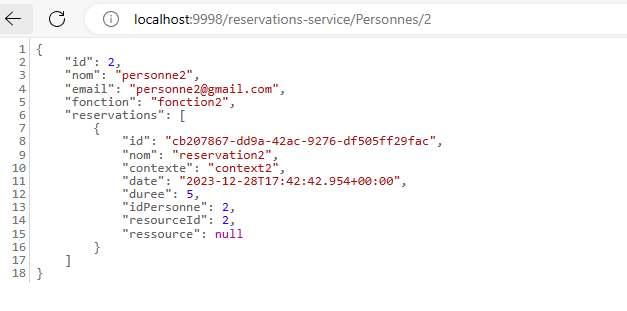 localhost:9998/reservations-service/Personnes/2
1 {
2     "id": 2,
3     "nom": "personne2",
4     "email": "personne2@gmail.com",
5     "fonction": "fonction2",
6     "reservations": [
7         {
8             "id": "cb207867-dd9a-42ac-9276-df505ff29fac",
9             "nom": "reservation2",
10             "contexte": "context2",
11             "date": "2023-12-28T17:42:42.954+00:00",
12             "duree": 5,
13             "idPersonne": 2,
14             "resourceId": 2,
15             "ressource": null
16         }
17     ]
18 }